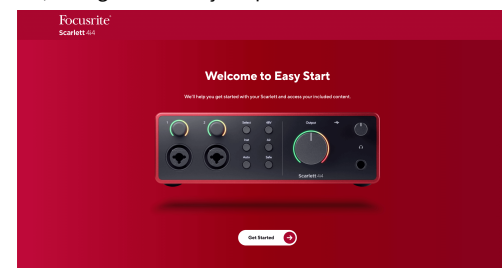 Focusrite
Scarlett 4i4
Welcome to Easy Start
We'll help you get started with your Scarlett and access your included content.
1
2
Select
48V
Inst
Air
Auto
Safe
Output
Scarlett 4i4
Get Started